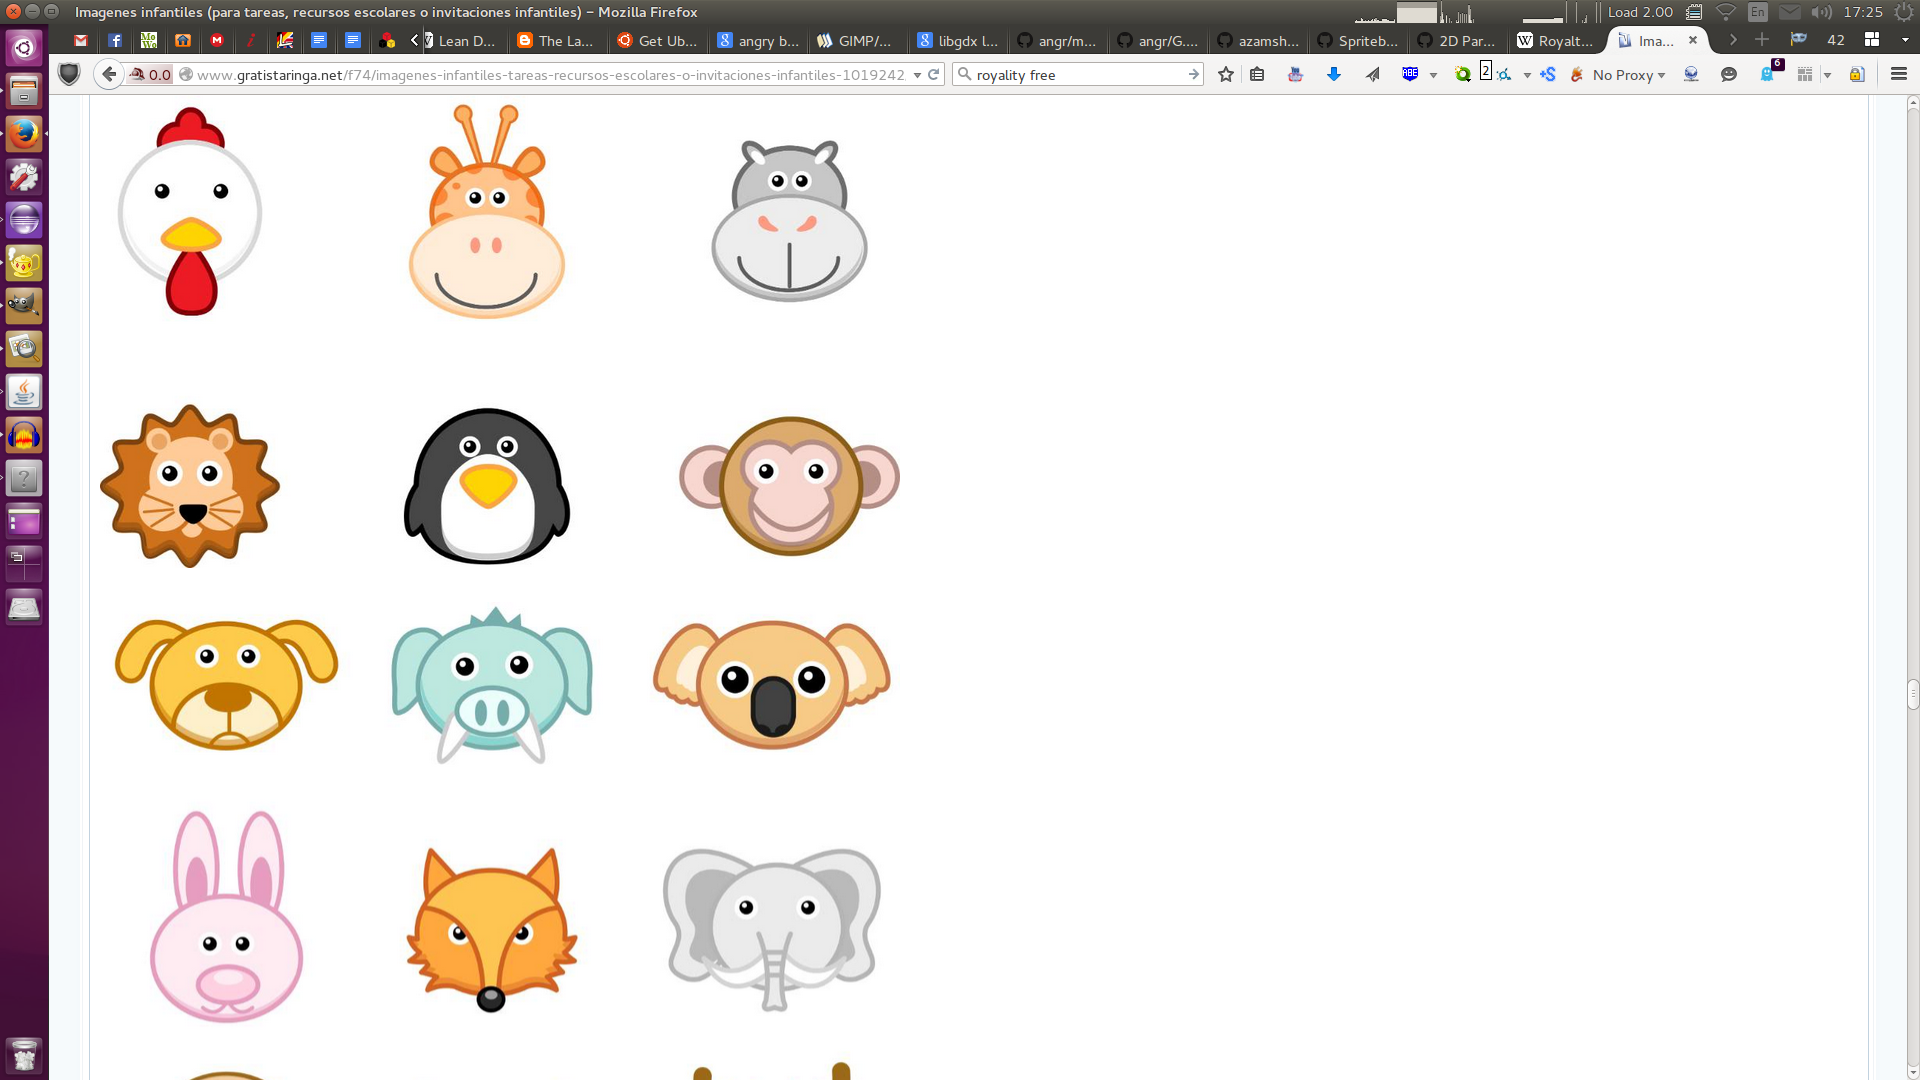 Imagenes infantiles (para tareas, recursos escolares o invitaciones infantiles) - Mozilla Firefox
Load 2.00 En 17:25
Lean D... The La... Get Ub... angry b... GIMP/... libgdx l... angr/m... angr/G.... azamsh... Spriteb... 2D Par... Royalt... Ima... 42
0.0 www.gratistaringa.net/f74/imagenes-infantiles-tareas-recursos-escolares-o-invitaciones-infantiles-1019242 royality free ABE 2 S No Proxy 6